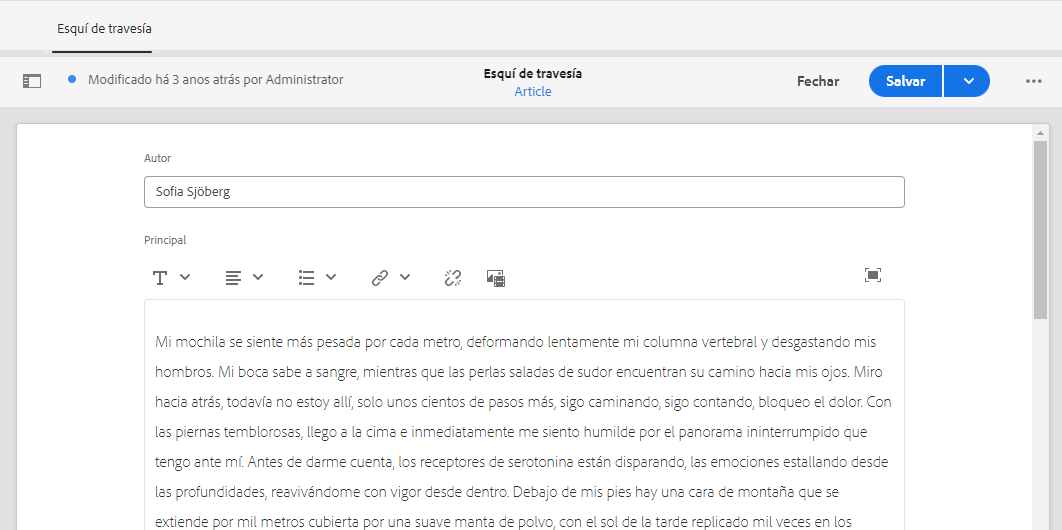 Esquí de travesía
Modificado há 3 anos atrás por Administrator
Esquí de travesía
Article
Fechar
Salvar
Autor
Sofia Sjöberg
Principal
Mi mochila se siente más pesada por cada metro, deformando lentamente mi columna vertebral y desgastando mis
hombros. Mi boca sabe a sangre, mientras que las perlas saladas de sudor encuentran su camino hacia mis ojos. Miro
hacia atrás, todavía no estoy allí, solo unos cientos de pasos más, sigo caminando, sigo contando, bloqueo el dolor. Con
las piernas temblorosas, llego a la cima e inmediatamente me siento humilde por el panorama ininterrumpido que
tengo ante mí. Antes de darme cuenta, los receptores de serotonina están disparando, las emociones estallando desde
las profundidades, reavivándome con vigor desde dentro. Debajo de mis pies hay una cara de montaña que se
extiende por mil metros cubierta por una suave manta de polvo, con el sol de la tarde replicado mil veces en los